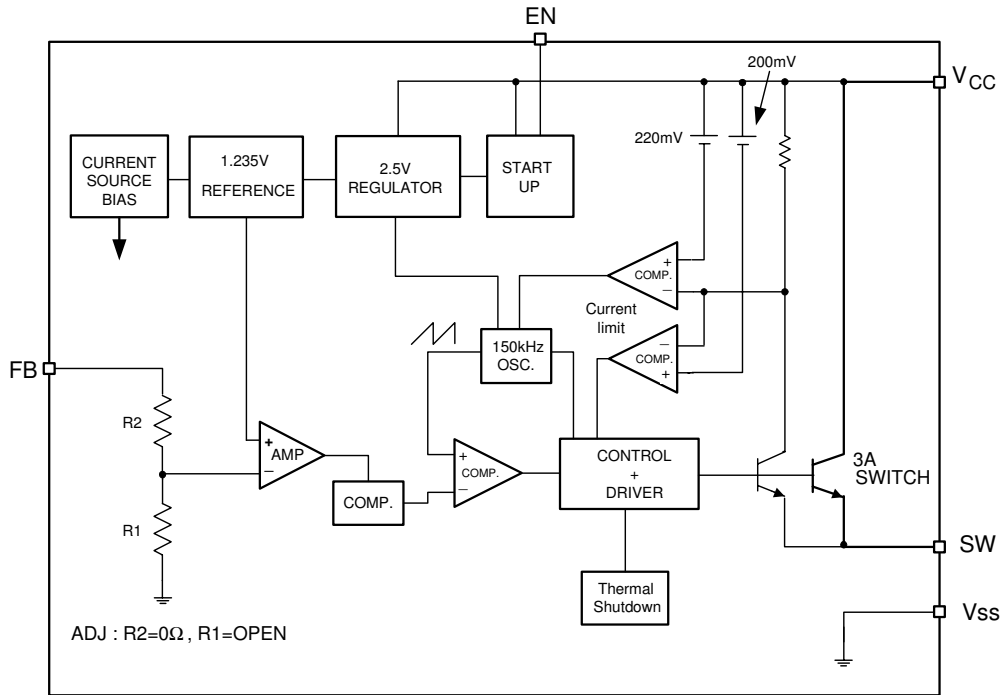 EN
200mV
VCC
220mV
CURRENT
SOURCE
BIAS
1.235V
REFERENCE
2.5V
REGULATOR
START
UP
+
COMP.
−
Current
limit
−
COMP.
+
150kHz
OSC.
FB
R2
+
AMP
−
+
COMP.
−
COMP.
CONTROL
+
DRIVER
3A
SWITCH
R1
SW
Thermal
Shutdown
Vss
ADJ : R2=0Ω , R1=OPEN